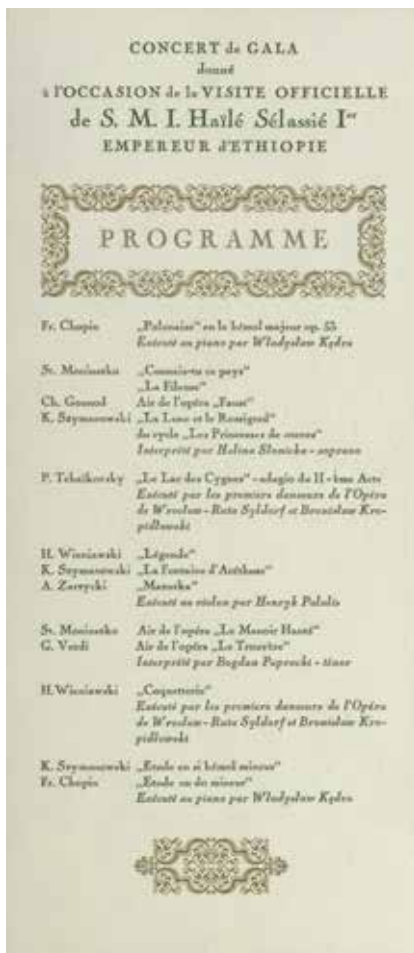 CONCERT de GALA
donné
à l'OCCASION de la VISITE OFFICIELLE
de S. M. I. Haïlé Sélassié Ier
EMPEREUR d'ETHIOPIE
PROGRAMME
Fr. Chopin „Polonaise" en la bémol majeur op. 53
Exécuté au piano par Władysław Kędra
St. Moniuszko „Connais-tu ce pays"
„La Fileuse"
Ch. Gounod Air de l'opéra „Faust"
K. Szymanowski „La Lune et le Rossignol"
du cycle „Les Princesses de contes"
Interprété par Halina Słonicka - soprano
P. Tchaïkovsky „Le Lac des Cygnes" - adagio du II-ème Acte
Exécuté par les premiers danseurs de l'Opéra
de Wrocław - Ruta Syldorf et Bronisław Kro-
pidłowski
H. Wieniawski „Légende"
K. Szymanowski „La fontaine d'Aréthuse"
A. Zarzycki „Mazurka"
Exécuté au violon par Henryk Palulis
St. Moniuszko Air de l'opéra „Le Manoir Hanté"
G. Verdi Air de l'opéra „Le Trouvère"
Interprété par Bogdan Paprocki - ténor
H. Wieniawski „Coquetterie"
Exécuté par les premiers danseurs de l'Opéra
de Wrocław - Ruta Syldorf et Bronisław Kro-
pidłowski
K. Szymanowski „Etude en si bémol mineur"
Fr. Chopin „Etude en do mineur"
Exécuté au piano par Władysław Kędra